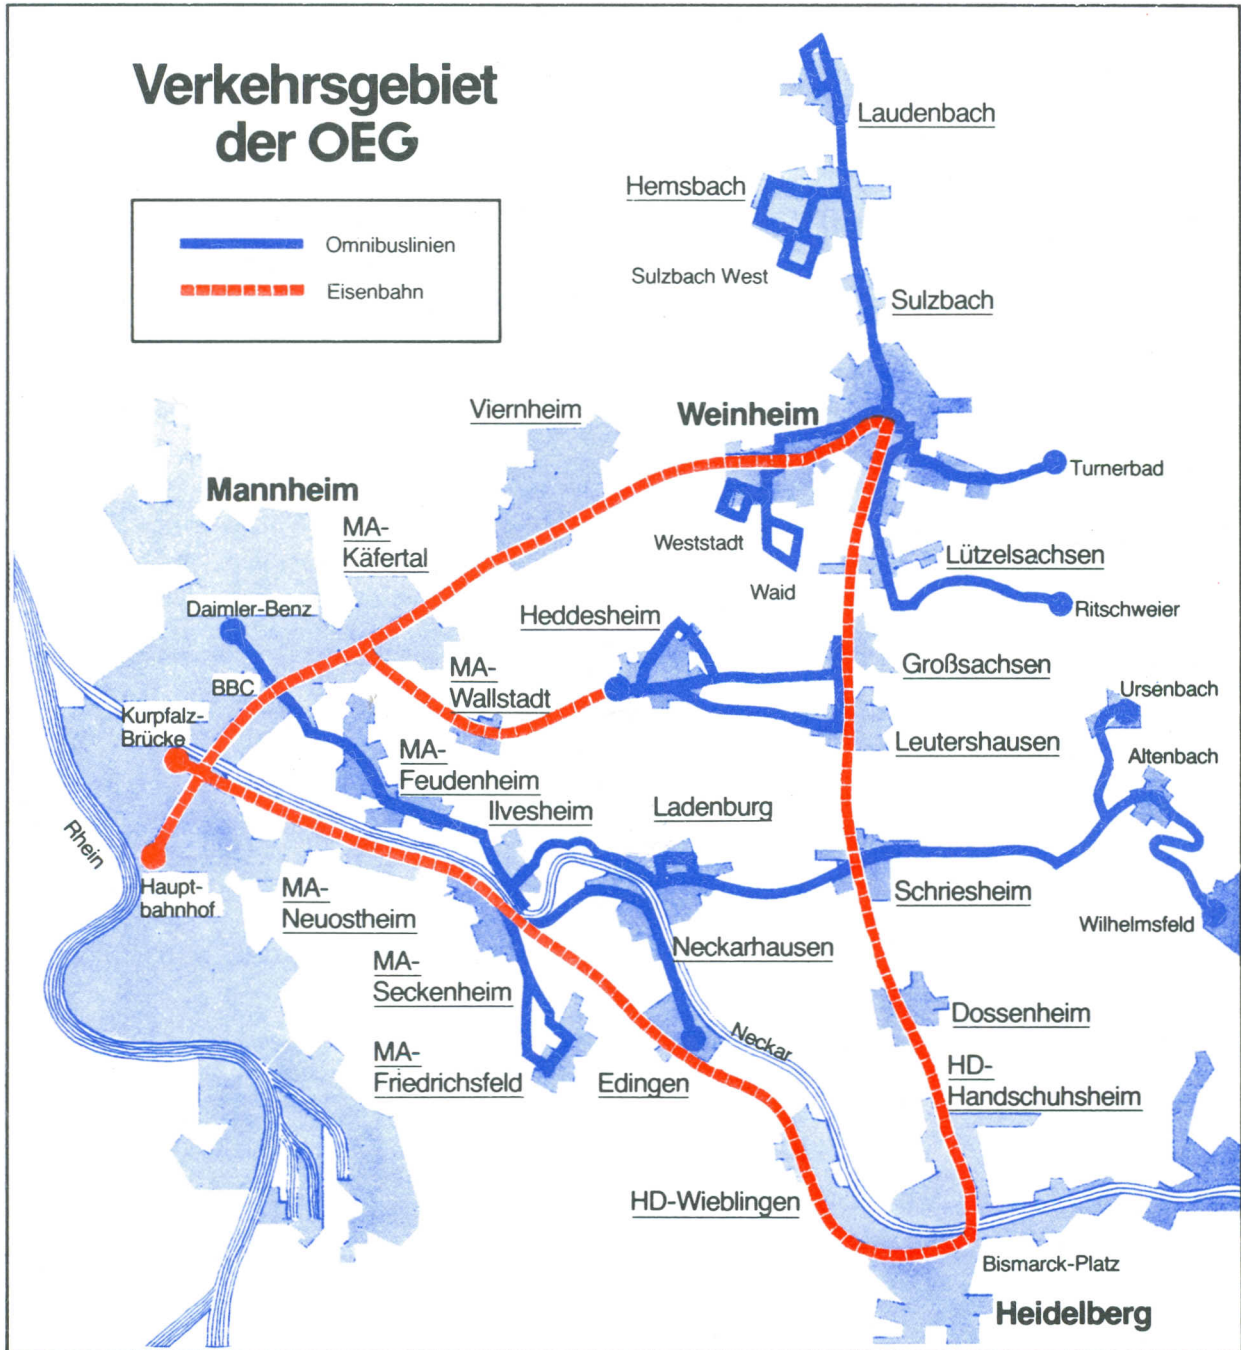 Verkehrsgebiet
der OEG
Omnibuslinien
Eisenbahn
Laudenbach
Hemsbach
Sulzbach West
Sulzbach
Viernheim
Weinheim
Turnerbad
Mannheim
MA-
Käfertal
Weststadt
Waid
Lützelsachsen
Ritschweier
Daimler-Benz
Heddesheim
BBC
MA-
Wallstadt
Großsachsen
Ursenbach
Kurpfalz-
Brücke
Leutershausen
Altenbach
MA-
Feudenheim
Ilvesheim
Ladenburg
Rhein
Haupt-
bahnhof
MA-
Neuostheim
Schriesheim
Wilhelmsfeld
Neckarhausen
MA-
Seckenheim
Dossenheim
Neckar
MA-
Friedrichsfeld
Edingen
HD-
Handschuhsheim
HD-Wieblingen
Bismarck-Platz
Heidelberg